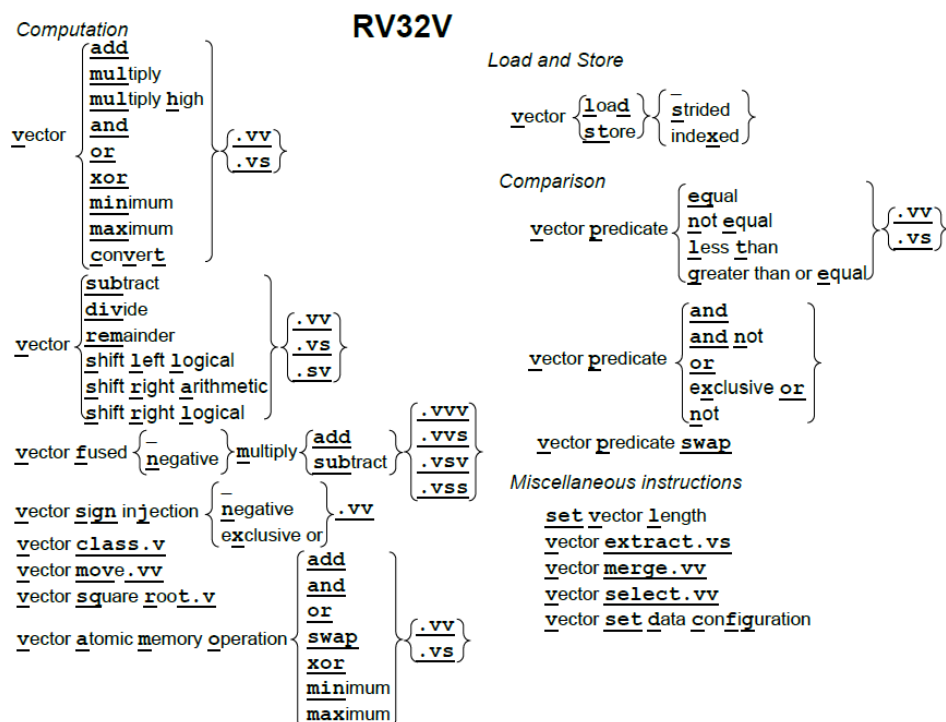 RV32V
Computation
vector
add
multiply
multiply high
and
or
xor
minimum
maximum
convert
.vv
.vs
vector
subtract
divide
remainder
shift left logical
shift right arithmetic
shift right logical
.vv
.vs
.sv
vector fused
–
negative
multiply
add
subtract
.vvv
.vvs
.vsv
.vss
vector sign injection
–
negative
exclusive or
.vv
vector class.v
vector move.vv
vector square root.v
vector atomic memory operation
add
and
or
swap
xor
minimum
maximum
.vv
.vs
Load and Store
vector
load
store
–
strided
indexed
Comparison
vector predicate
equal
not equal
less than
greater than or equal
.vv
.vs
vector predicate
and
and not
or
exclusive or
not
vector predicate swap
Miscellaneous instructions
set vector length
vector extract.vs
vector merge.vv
vector select.vv
vector set data configuration